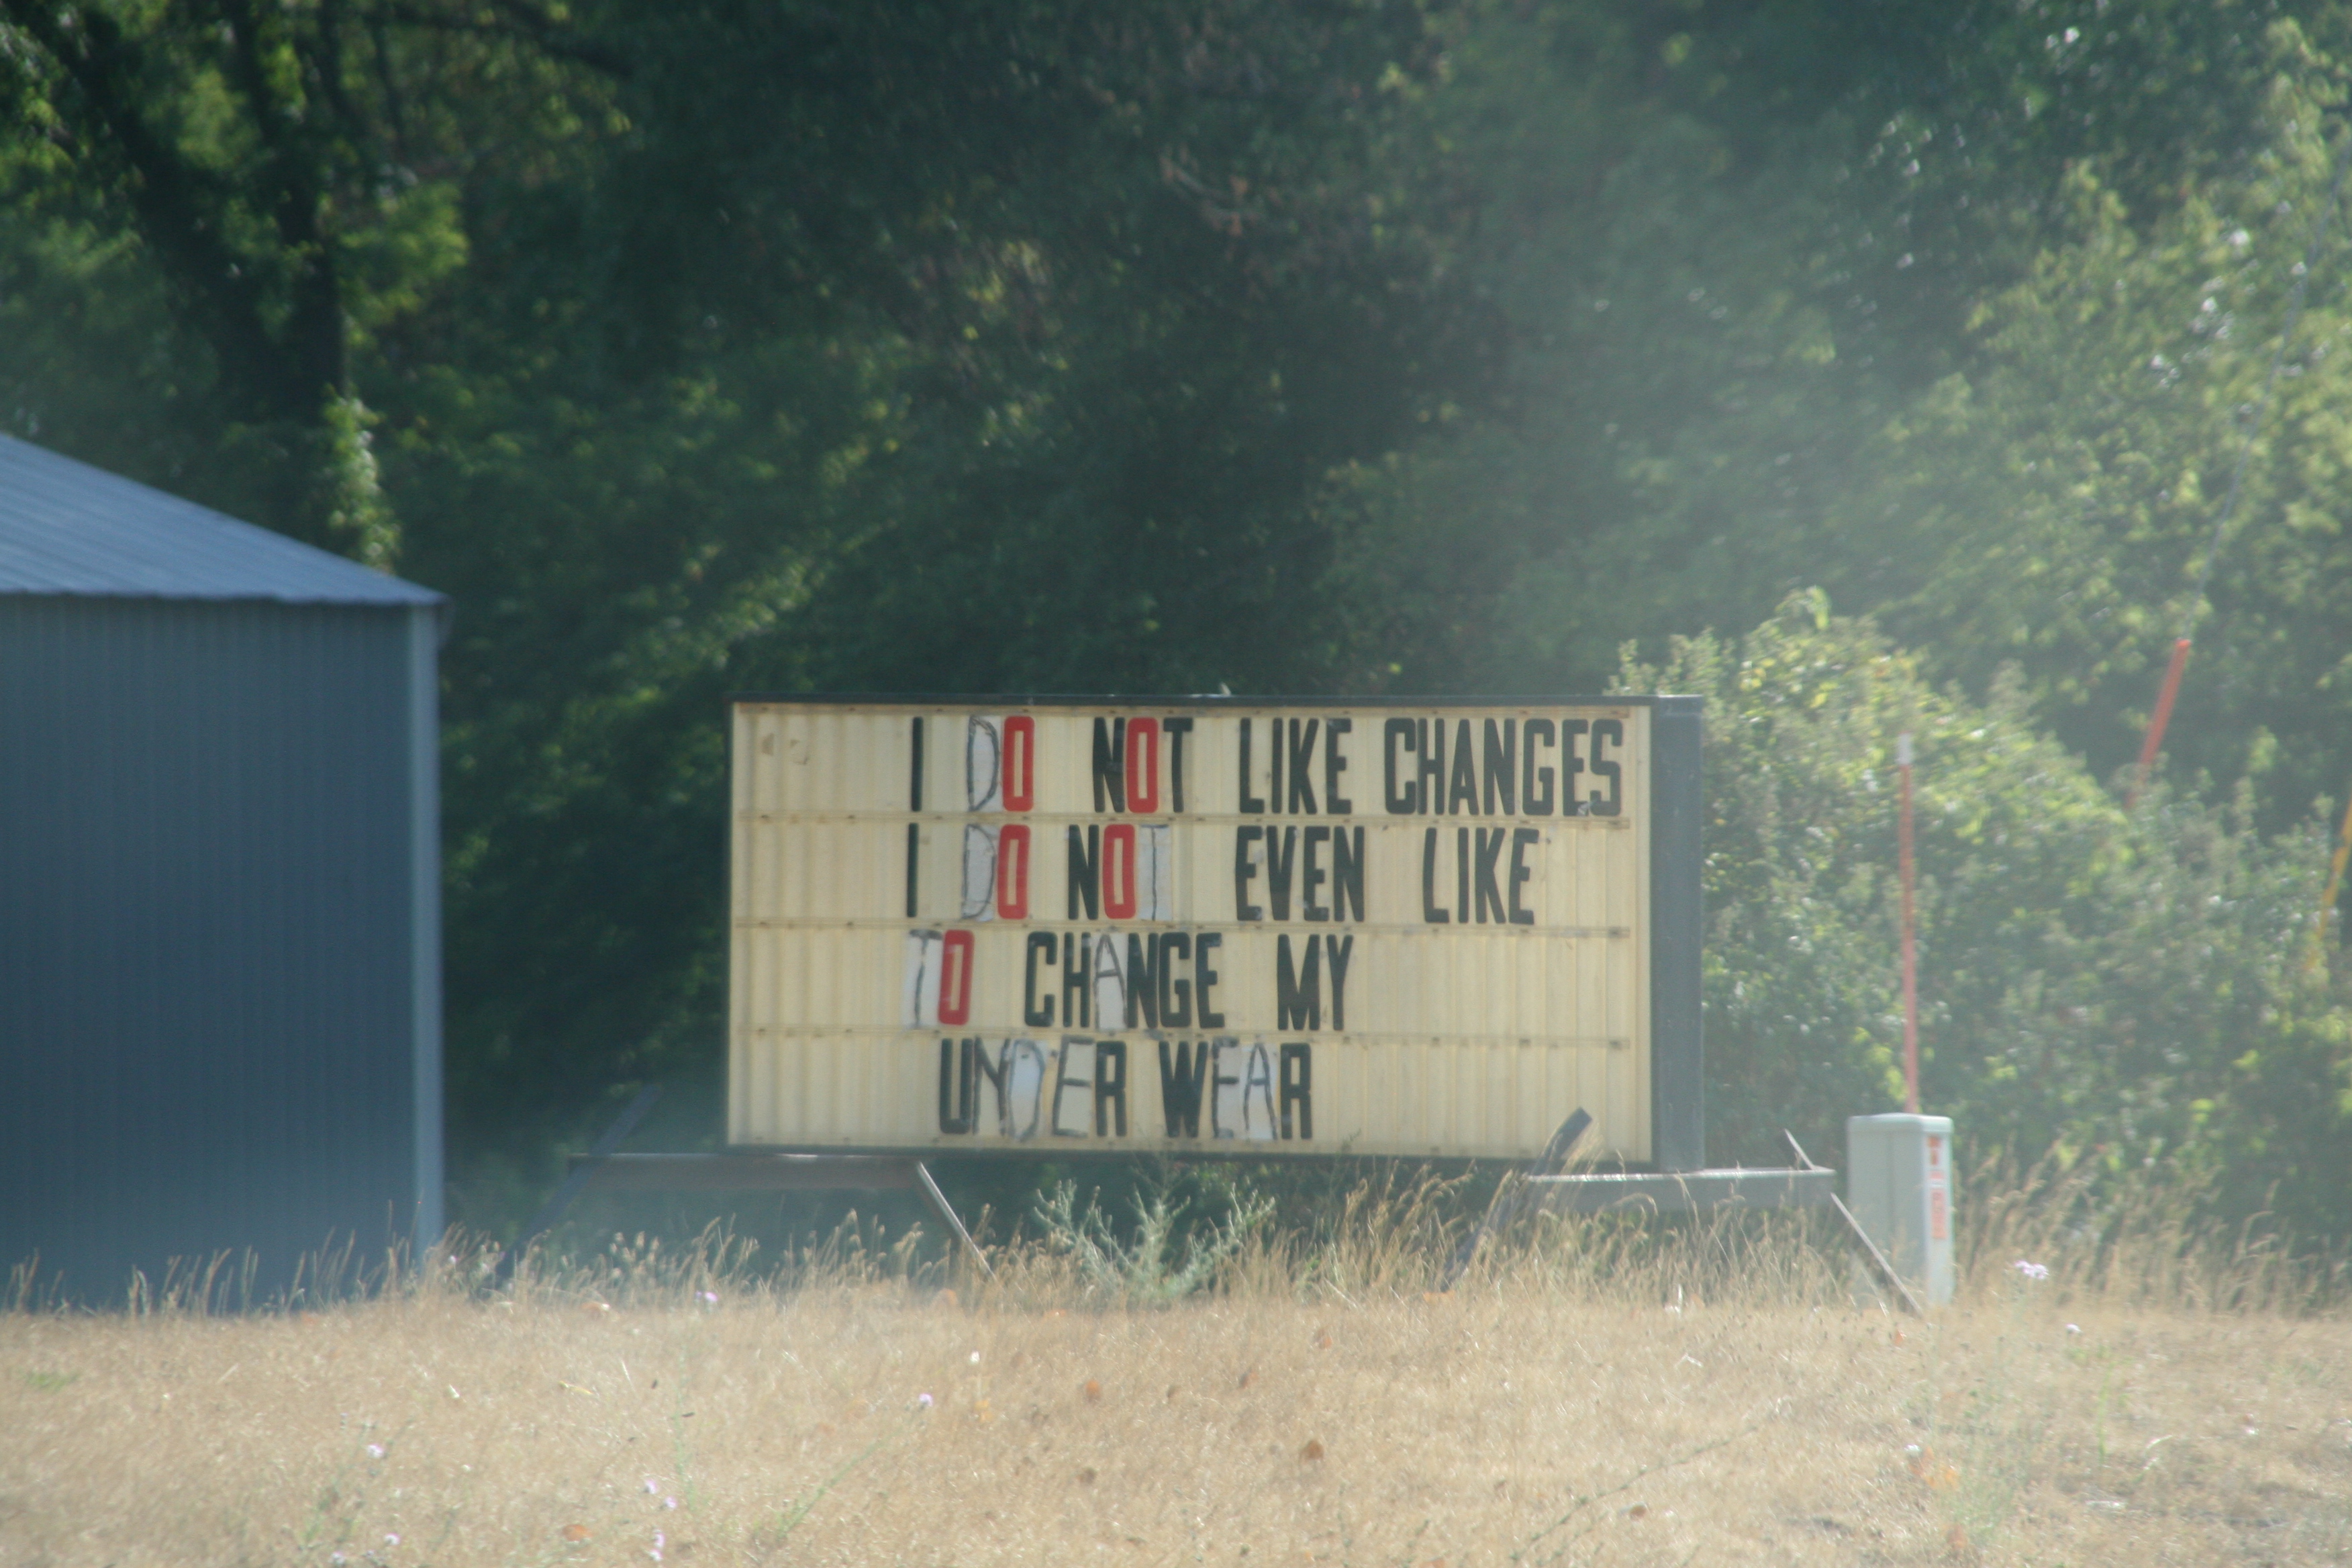 I DO NOT LIKE CHANGES
I DO NOT EVEN LIKE
TO CHANGE MY
UNDER WEAR